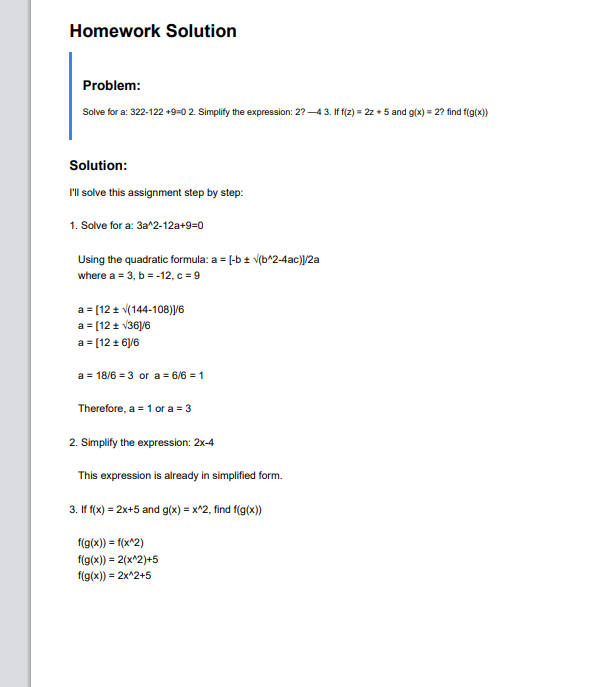 Homework Solution
Problem:
Solve for a: 322-122 +9=0 2. Simplify the expression: 2? —4 3. If f(z) = 2z + 5 and g(x) = 2? find f(g(x))
Solution:
I'll solve this assignment step by step:
1. Solve for a: 3a^2-12a+9=0
Using the quadratic formula: a = [-b ± √(b^2-4ac)]/2a
where a = 3, b = -12, c = 9
a = [12 ± √(144-108)]/6
a = [12 ± √36]/6
a = [12 ± 6]/6
a = 18/6 = 3 or a = 6/6 = 1
Therefore, a = 1 or a = 3
2. Simplify the expression: 2x-4
This expression is already in simplified form.
3. If f(x) = 2x+5 and g(x) = x^2, find f(g(x))
f(g(x)) = f(x^2)
f(g(x)) = 2(x^2)+5
f(g(x)) = 2x^2+5